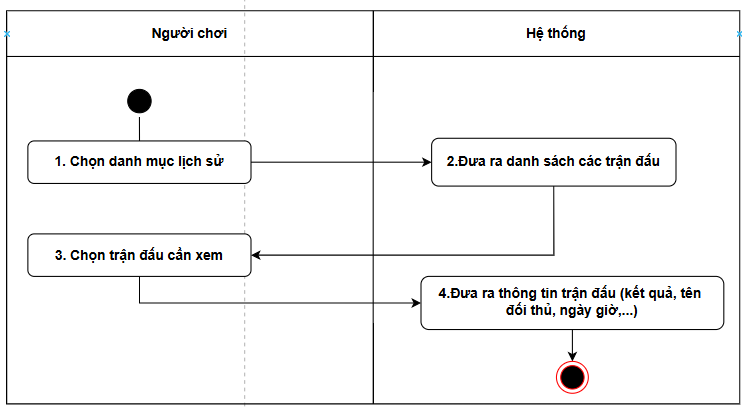 Người chơi
Hệ thống
1. Chọn danh mục lịch sử
2.Đưa ra danh sách các trận đấu
3. Chọn trận đấu cần xem
4.Đưa ra thông tin trận đấu (kết quả, tên
đối thủ, ngày giờ,...)